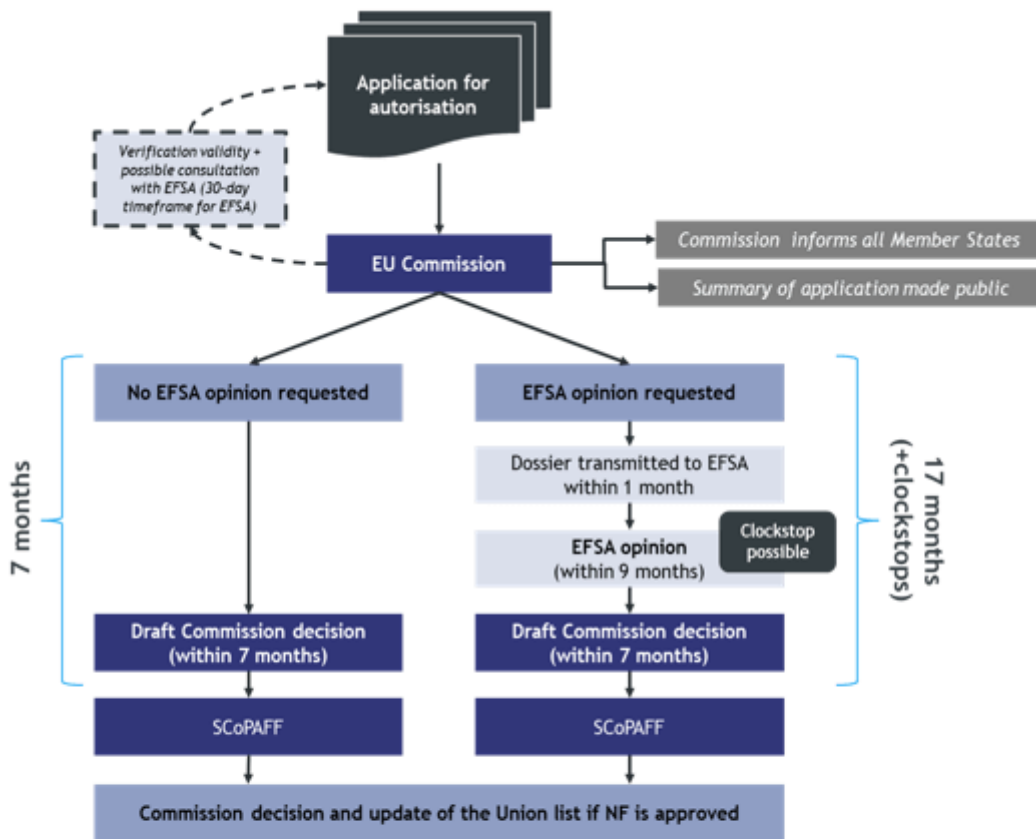 Application for
autorisation
Verification validity +
possible consultation
with EFSA (30-day
timeframe for EFSA)
EU Commission
Commission informs all Member States
Summary of application made public
No EFSA opinion requested
EFSA opinion requested
Dossier transmitted to EFSA
within 1 month
Clockstop
possible
EFSA opinion
(within 9 months)
7 months
17 months
(+clockstops)
Draft Commission decision
(within 7 months)
Draft Commission decision
(within 7 months)
SCoPAFF
SCoPAFF
Commission decision and update of the Union list if NF is approved